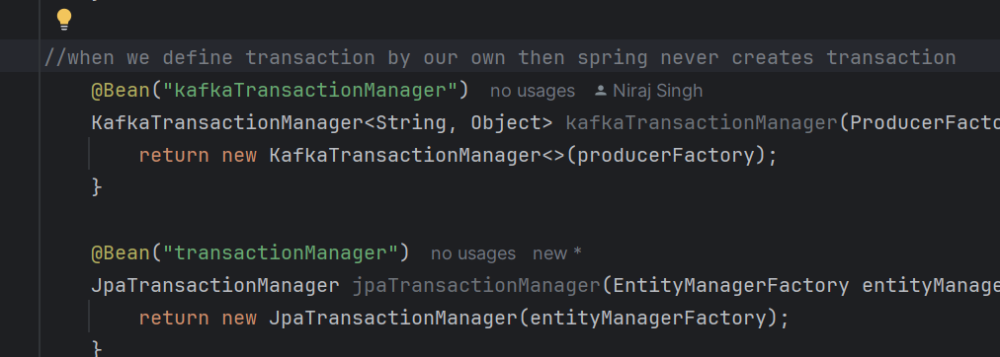 }
//when we define transaction by our own then spring never creates transaction
@Bean("kafkaTransactionManager") no usages Niraj Singh
KafkaTransactionManager<String, Object> kafkaTransactionManager(ProducerFacto
return new KafkaTransactionManager<>(producerFactory);
}
@Bean("transactionManager") no usages new *
JpaTransactionManager jpaTransactionManager(EntityManagerFactory entityManage
return new JpaTransactionManager(entityManagerFactory);
}